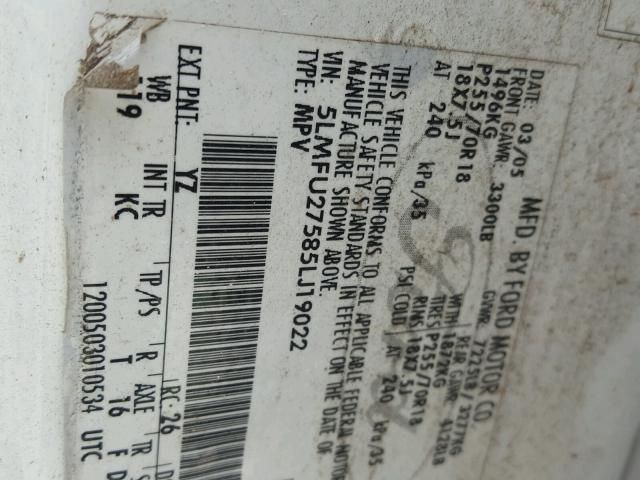 DATE: 03/05 MFD. BY FORD MOTOR CO.
FRONT GAWR: 3300LB GVWR: 7225LB / 3277KG
1496KG REAR GAWR: 4128LB
P255/70R18 WITH 1872KG
18X7.5J TIRES P255/70R18
AT 240 kPa/35 RIMS 18X7.5J
PSI COLD AT 240 kPa/35
THIS VEHICLE CONFORMS TO ALL APPLICABLE FEDERAL MOTOR
VEHICLE SAFETY STANDARDS IN EFFECT ON THE DATE OF
MANUFACTURE SHOWN ABOVE.
VIN: 5LMFU27585LJ19022
MPV
EXT PNT: YZ RC: 26
WB INT TR TP/PS R AXLE TR S
119 KC T 16 F D
1200503010534 UTC